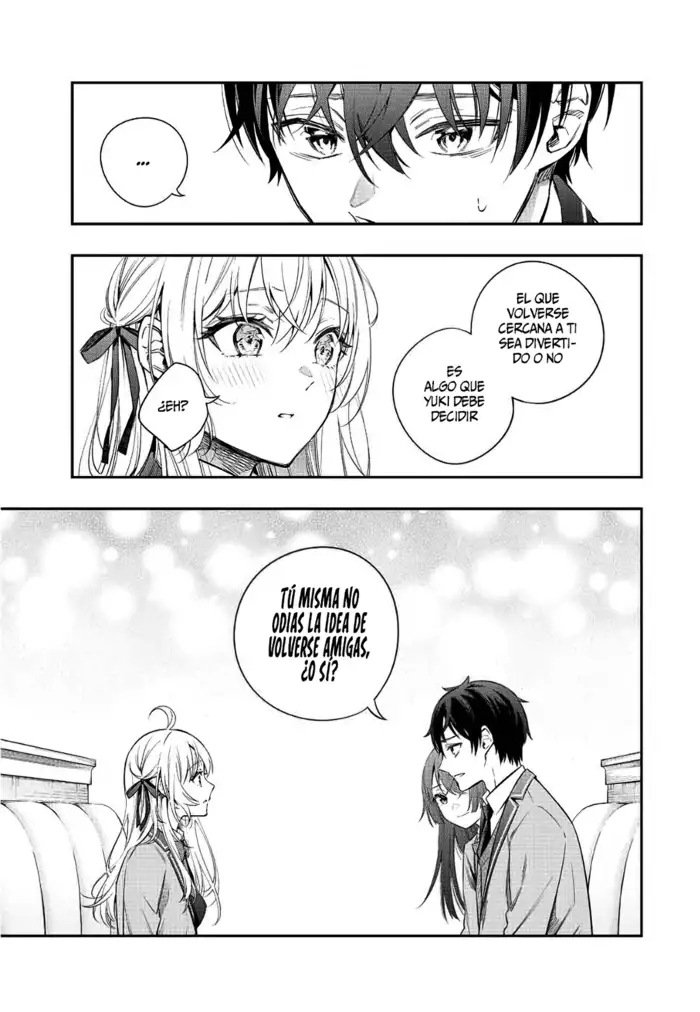 ...
EL QUE
VOLVERSE
CERCANA A TI
SEA DIVERTI-
DO O NO
ES
ALGO QUE
YUKI DEBE
DECIDIR
¿EH?
TÚ MISMA NO
ODIAS LA IDEA DE
VOLVERSE AMIGAS,
¿O SÍ?